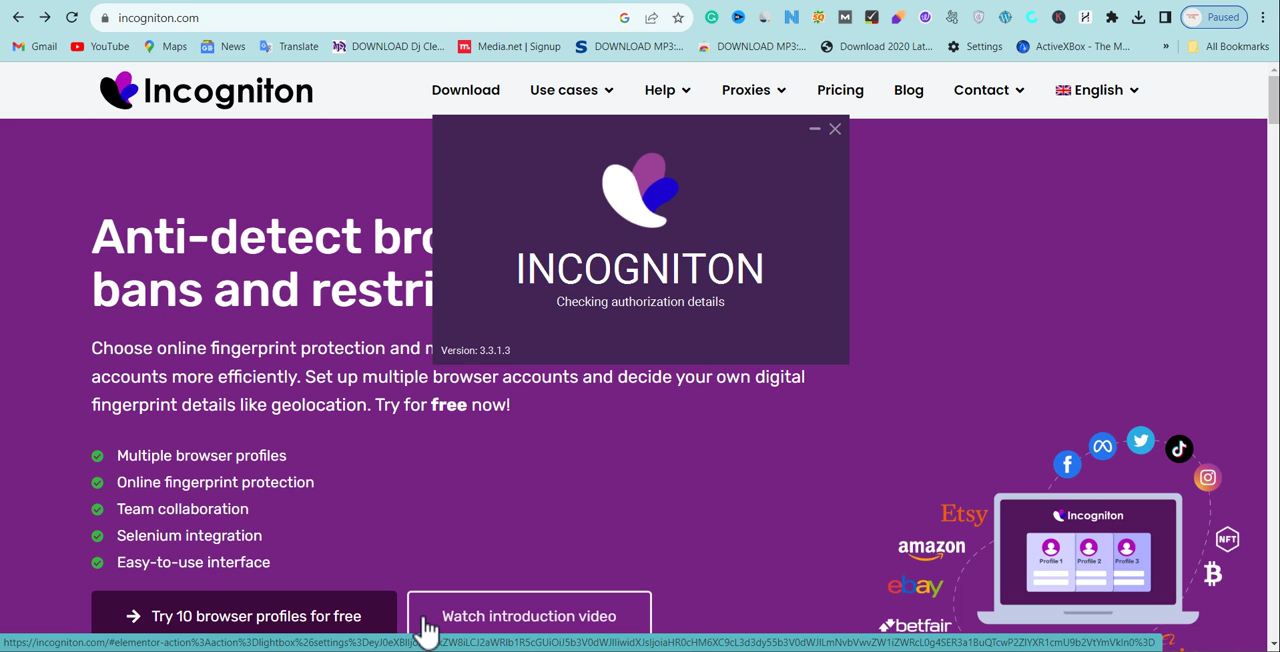 incogniton.com
Paused
Gmail
YouTube
Maps
News
Translate
DOWNLOAD Dj Cle...
Media.net | Signup
DOWNLOAD MP3:...
DOWNLOAD MP3:...
Download 2020 Lat...
Settings
ActiveXBox - The M...
»
All Bookmarks
Incogniton
Download
Use cases
Help
Proxies
Pricing
Blog
Contact
English
Anti-detect bro
bans and restri
INCOGNITON
Checking authorization details
Version: 3.3.1.3
Choose online fingerprint protection and m
accounts more efficiently. Set up multiple browser accounts and decide your own digital
fingerprint details like geolocation. Try for free now!
Multiple browser profiles
Online fingerprint protection
Team collaboration
Selenium integration
Easy-to-use interface
Try 10 browser profiles for free
Watch introduction video
Etsy
amazon
ebay
betfair
Incogniton
Profile 1
Profile 2
Profile 3
NFT